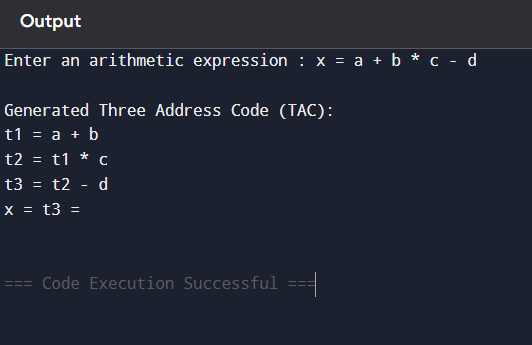 Output
Enter an arithmetic expression : x = a + b * c - d
Generated Three Address Code (TAC):
t1 = a + b
t2 = t1 * c
t3 = t2 - d
x = t3 =
=== Code Execution Successful ===